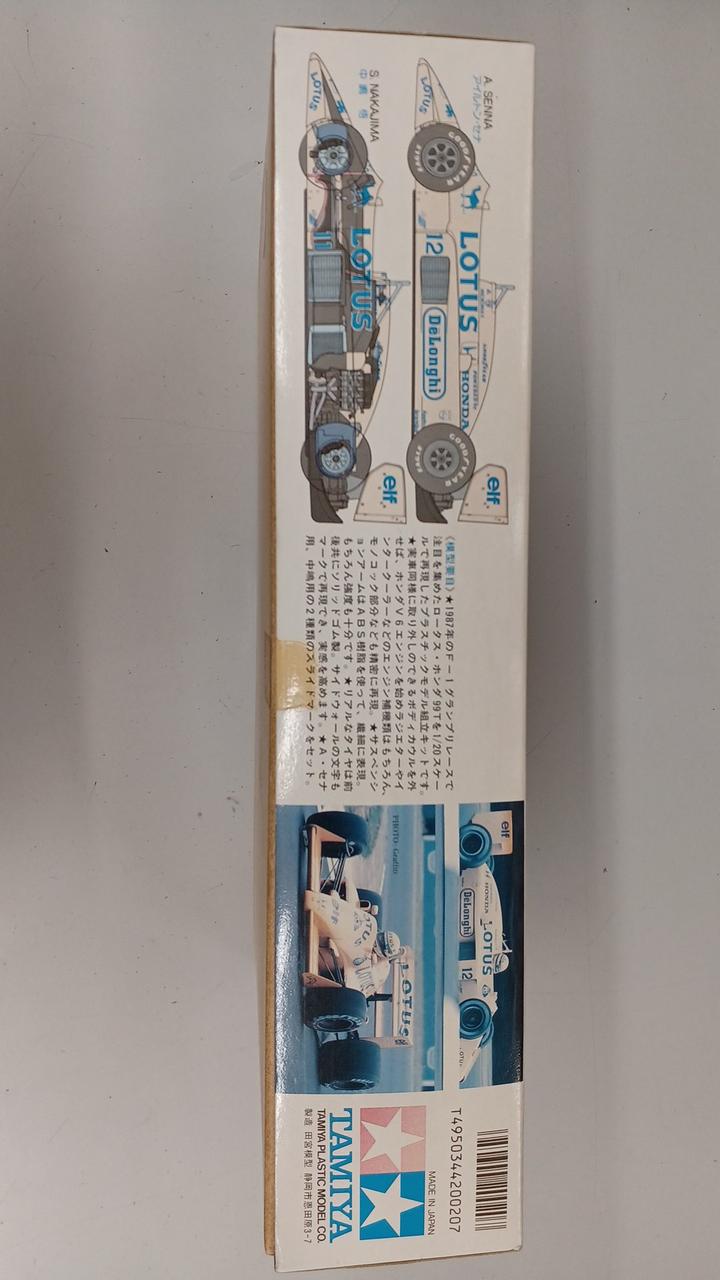 A. SENNA
アイルトン・セナ
LOTUS
12
LOTUS
DeLonghi
HONDA
GOODYEAR
GOODYEAR
elf
S. NAKAJIMA
中嶋 悟
LOTUS
11
LOTUS
elf
《模型要目》★1987年のF−1グランプリレースで
注目を集めたロータス・ホンダ99Tを1/20スケー
ルで再現したプラスチックモデル組立キットです。
★実車同様に取り外しのできるボディカウルを外
せば、ホンダV6エンジンを始めラジエターやイ
ンタークーラーなどのエンジン補機類はもちろん、
モノコック部分なども精密に再現。★サスペンシ
ョンアームはABS樹脂を使って、繊細に表現。
もちろん強度も十分です。★リアルなタイヤは前
後共にソリッドゴム製。サイドウォールの文字も
マークで再現でき、実感を高めます。★A・セナ
用、中嶋用の2種類のスライドマークをセット。
elf
HONDA
DeLonghi
LOTUS
12
PHOTO・Grafitti
LOTUS
T4950344200207
MADE IN JAPAN
TAMIYA
TAMIYA PLASTIC MODEL CO.
製造 田宮模型 静岡市恩田原3-7